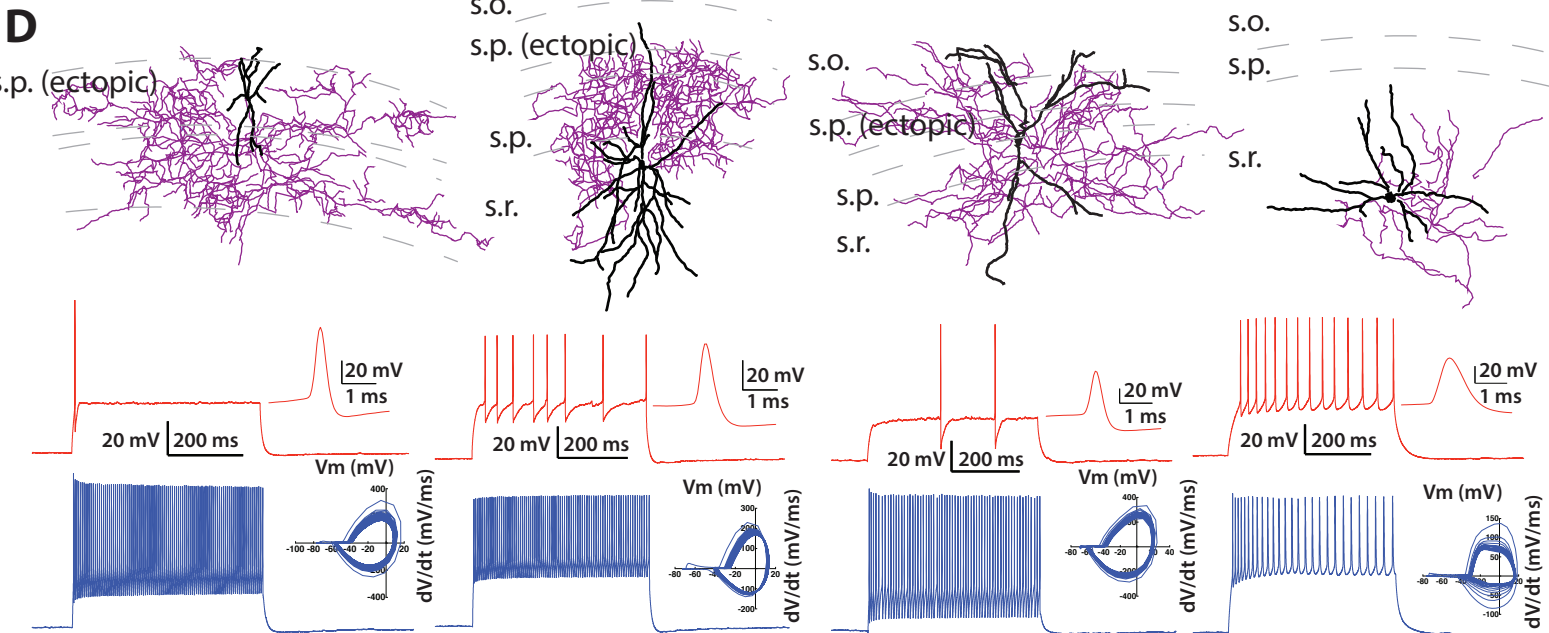 D
s.o.
s.p. (ectopic)
s.p. (ectopic)
s.p.
s.r.
s.o.
s.p. (ectopic)
s.p.
s.r.
s.o.
s.p.
s.r.
20 mV
1 ms
20 mV
200 ms
20 mV
1 ms
20 mV
200 ms
20 mV
1 ms
20 mV
200 ms
20 mV
1 ms
20 mV
200 ms
Vm (mV)
400
-100 -80 -60 -40 -20 20
-200
-400
dV/dt (mV/ms)
Vm (mV)
300
200
100
-80 -60 -40 -20 20
-100
-200
dV/dt (mV/ms)
Vm (mV)
400
-80 -60 -40 -20 20 40
-400
dV/dt (mV/ms)
Vm (mV)
150
100
50
-80 -60 -40 -20 20
-50
-100
dV/dt (mV/ms)